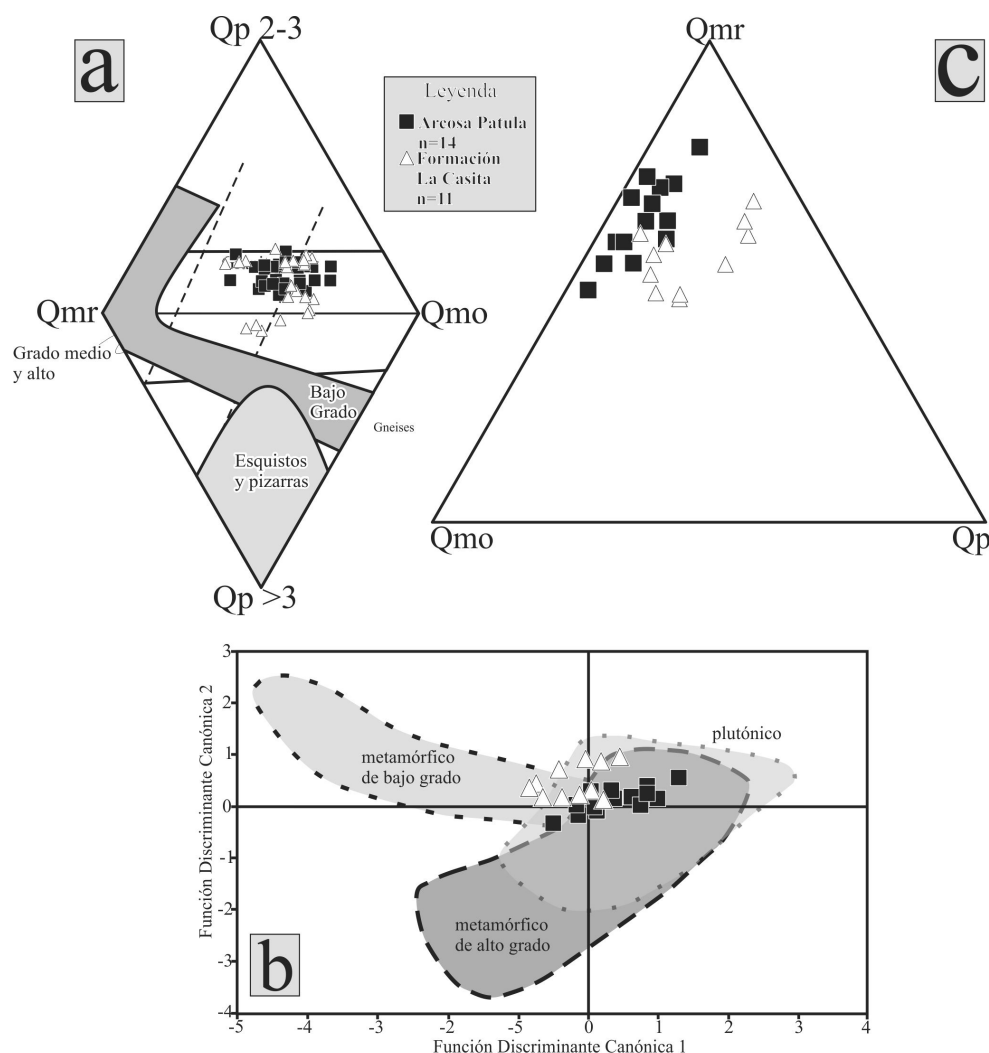 a
Qp 2-3
Leyenda
Arcosa Patula
n=14
Formación
La Casita
n=11
Qmr
Qmo
Grado medio
y alto
Bajo
Grado
Gneises
Esquistos
y pizarras
Qp >3
c
Qmr
Qmo
Qp
3
2
1
0
-1
-2
-3
-4
Función Discriminante Canónica 2
metamórfico
de bajo grado
plutónico
metamórfico
de alto grado
b
-5 -4 -3 -2 -5 0 1 2 3 4
Función Discriminante Canónica 1